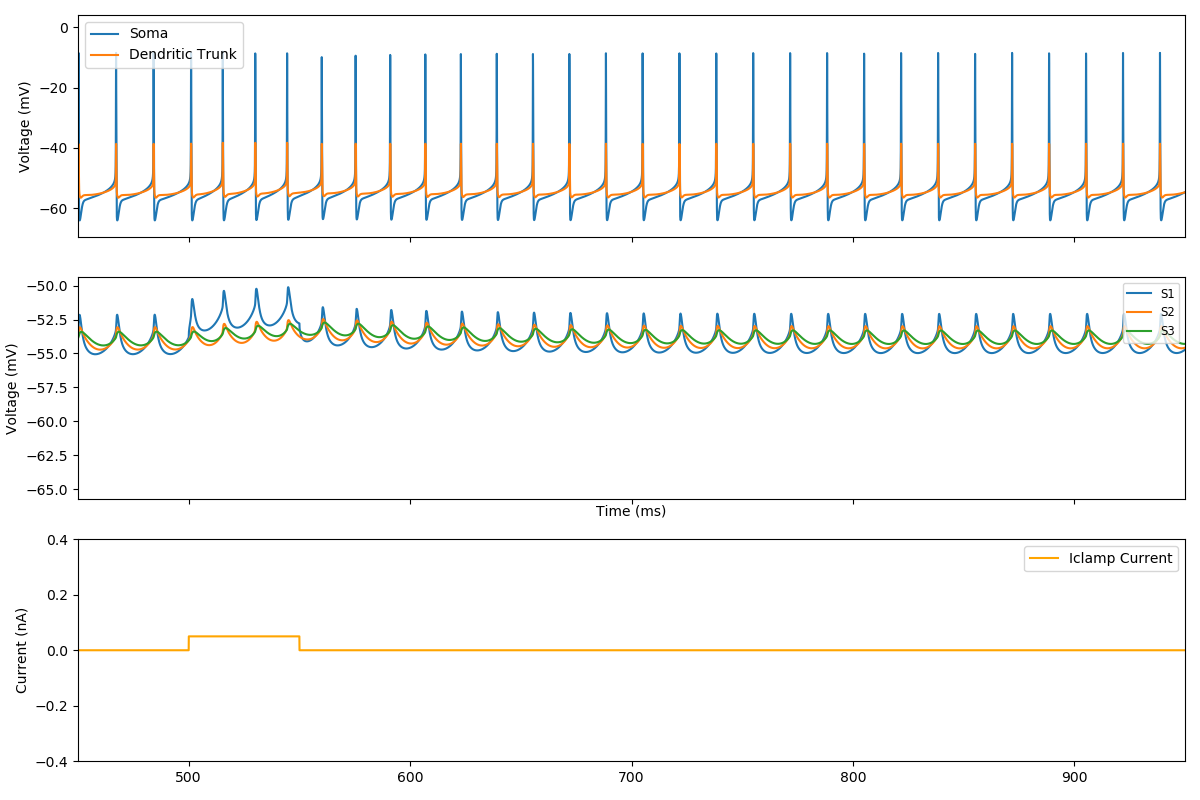 0
−20
−40
−60
Voltage (mV)
Soma
Dendritic Trunk
−50.0
−52.5
−55.0
−57.5
−60.0
−62.5
−65.0
Voltage (mV)
S1
S2
S3
Time (ms)
0.4
0.2
0.0
−0.2
−0.4
Current (nA)
Iclamp Current
500 600 700 800 900